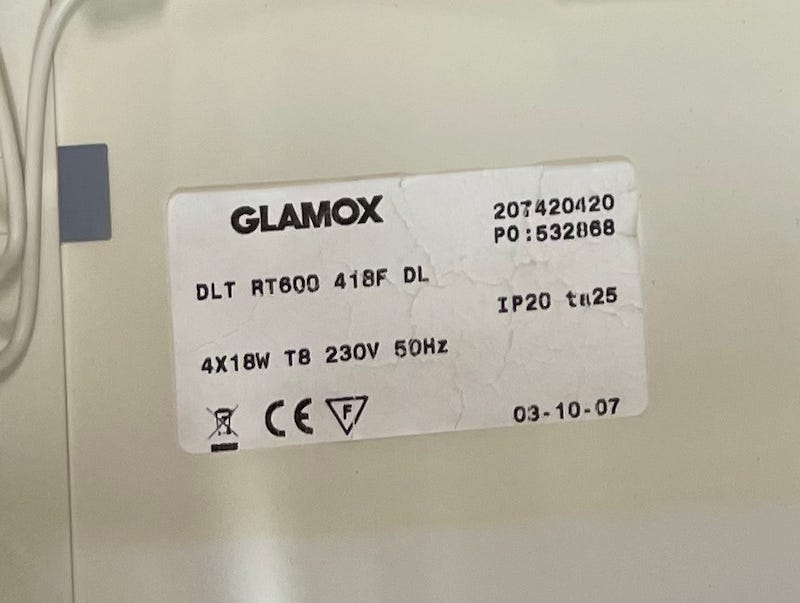 GLAMOX
207420420
PO:532868
DLT RT600 418F DL
IP20 ta25
4X18W T8 230V 50Hz
CE F
03-10-07